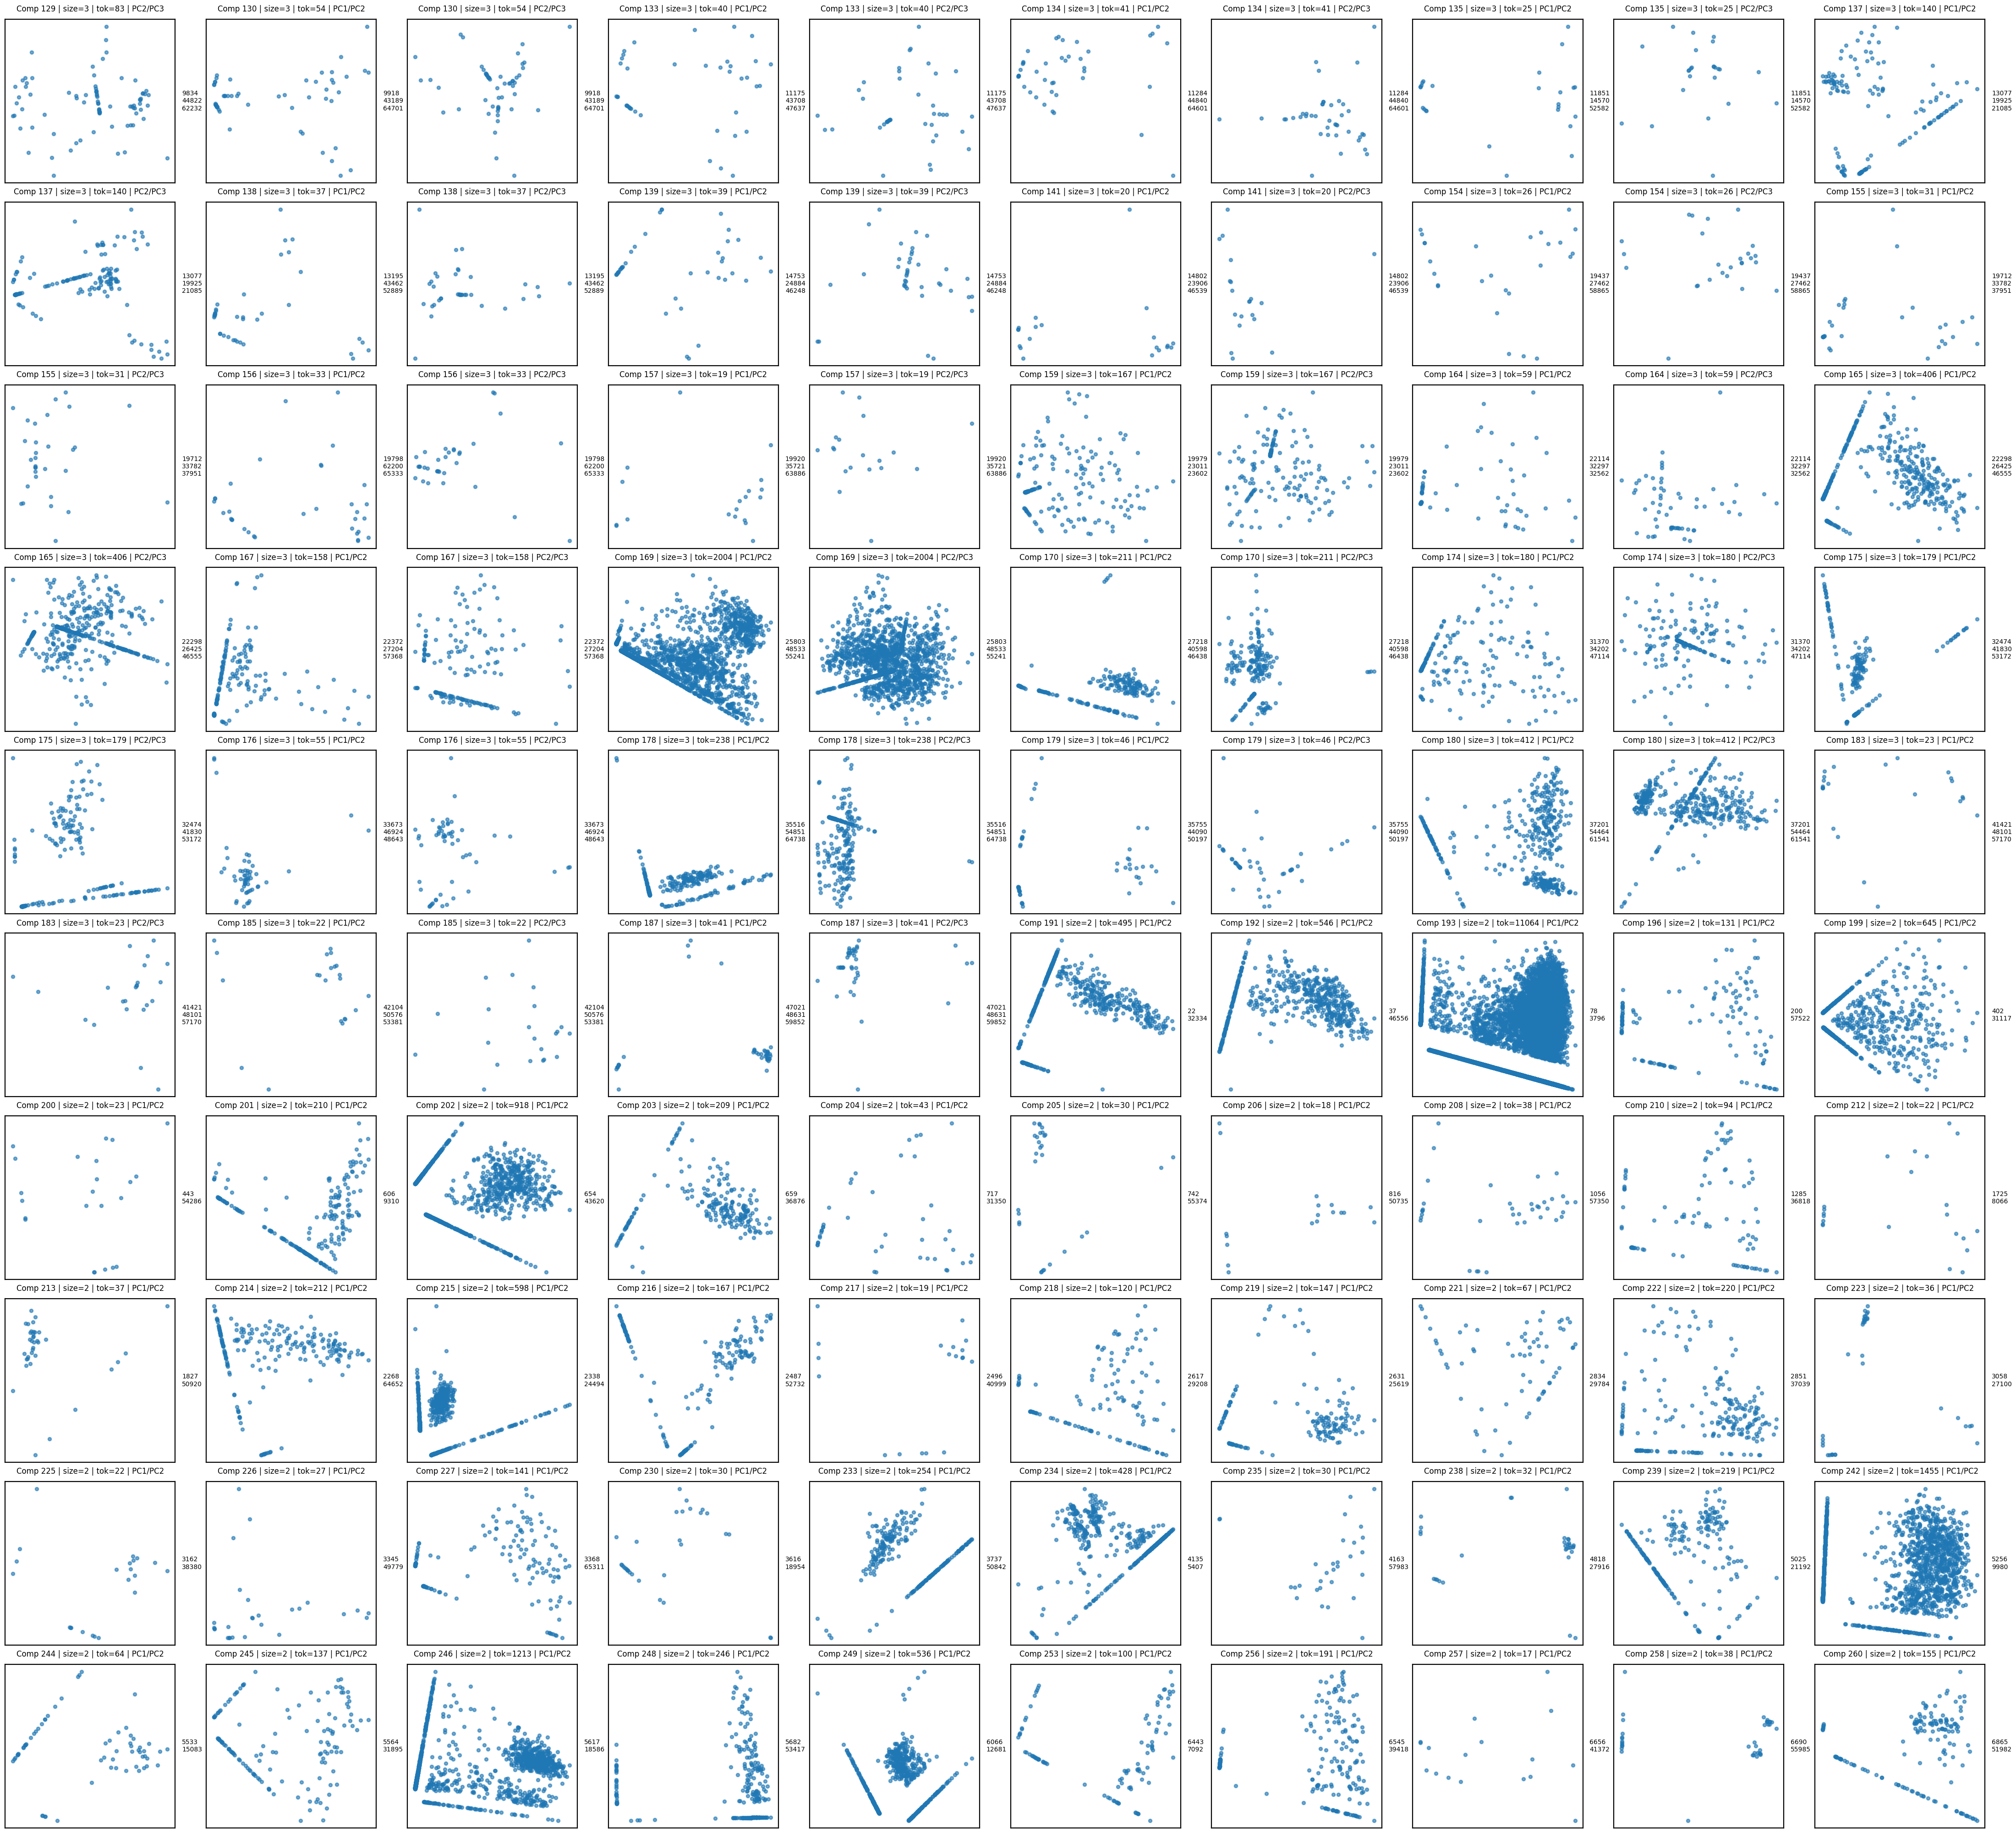 Comp 129 | size=3 | tok=83 | PC2/PC3
9834
44822
62232
Comp 130 | size=3 | tok=54 | PC1/PC2
9918
43189
64701
Comp 130 | size=3 | tok=54 | PC2/PC3
9918
43189
64701
Comp 133 | size=3 | tok=40 | PC1/PC2
11175
43708
47637
Comp 133 | size=3 | tok=40 | PC2/PC3
11175
43708
47637
Comp 134 | size=3 | tok=41 | PC1/PC2
11284
44840
64601
Comp 134 | size=3 | tok=41 | PC2/PC3
11284
44840
64601
Comp 135 | size=3 | tok=25 | PC1/PC2
11851
14570
52582
Comp 135 | size=3 | tok=25 | PC2/PC3
11851
14570
52582
Comp 137 | size=3 | tok=140 | PC1/PC2
13077
19925
21085
Comp 137 | size=3 | tok=140 | PC2/PC3
13077
19925
21085
Comp 138 | size=3 | tok=37 | PC1/PC2
13195
43462
52889
Comp 138 | size=3 | tok=37 | PC2/PC3
13195
43462
52889
Comp 139 | size=3 | tok=39 | PC1/PC2
14753
24884
46248
Comp 139 | size=3 | tok=39 | PC2/PC3
14753
24884
46248
Comp 141 | size=3 | tok=20 | PC1/PC2
14802
23906
46539
Comp 141 | size=3 | tok=20 | PC2/PC3
14802
23906
46539
Comp 154 | size=3 | tok=26 | PC1/PC2
19437
27462
58865
Comp 154 | size=3 | tok=26 | PC2/PC3
19437
27462
58865
Comp 155 | size=3 | tok=31 | PC1/PC2
19712
33782
37951
Comp 155 | size=3 | tok=31 | PC2/PC3
19712
33782
37951
Comp 156 | size=3 | tok=33 | PC1/PC2
19798
62200
65333
Comp 156 | size=3 | tok=33 | PC2/PC3
19798
62200
65333
Comp 157 | size=3 | tok=19 | PC1/PC2
19920
35721
63886
Comp 157 | size=3 | tok=19 | PC2/PC3
19920
35721
63886
Comp 159 | size=3 | tok=167 | PC1/PC2
19979
23011
23602
Comp 159 | size=3 | tok=167 | PC2/PC3
19979
23011
23602
Comp 164 | size=3 | tok=59 | PC1/PC2
22114
32297
32562
Comp 164 | size=3 | tok=59 | PC2/PC3
22114
32297
32562
Comp 165 | size=3 | tok=406 | PC1/PC2
22298
26425
46555
Comp 165 | size=3 | tok=406 | PC2/PC3
22298
26425
46555
Comp 167 | size=3 | tok=158 | PC1/PC2
22372
27204
57368
Comp 167 | size=3 | tok=158 | PC2/PC3
22372
27204
57368
Comp 169 | size=3 | tok=2004 | PC1/PC2
25803
48533
55241
Comp 169 | size=3 | tok=2004 | PC2/PC3
25803
48533
55241
Comp 170 | size=3 | tok=211 | PC1/PC2
27218
40598
46438
Comp 170 | size=3 | tok=211 | PC2/PC3
27218
40598
46438
Comp 174 | size=3 | tok=180 | PC1/PC2
31370
34202
47114
Comp 174 | size=3 | tok=180 | PC2/PC3
31370
34202
47114
Comp 175 | size=3 | tok=179 | PC1/PC2
32474
41830
53172
Comp 175 | size=3 | tok=179 | PC2/PC3
32474
41830
53172
Comp 176 | size=3 | tok=55 | PC1/PC2
33673
46924
48643
Comp 176 | size=3 | tok=55 | PC2/PC3
33673
46924
48643
Comp 178 | size=3 | tok=238 | PC1/PC2
35516
54851
64738
Comp 178 | size=3 | tok=238 | PC2/PC3
35516
54851
64738
Comp 179 | size=3 | tok=46 | PC1/PC2
35755
44090
50197
Comp 179 | size=3 | tok=46 | PC2/PC3
35755
44090
50197
Comp 180 | size=3 | tok=412 | PC1/PC2
37201
54464
61541
Comp 180 | size=3 | tok=412 | PC2/PC3
37201
54464
61541
Comp 183 | size=3 | tok=23 | PC1/PC2
41421
48101
57170
Comp 183 | size=3 | tok=23 | PC2/PC3
41421
48101
57170
Comp 185 | size=3 | tok=22 | PC1/PC2
42104
50576
53381
Comp 185 | size=3 | tok=22 | PC2/PC3
42104
50576
53381
Comp 187 | size=3 | tok=41 | PC1/PC2
47021
48631
59852
Comp 187 | size=3 | tok=41 | PC2/PC3
47021
48631
59852
Comp 191 | size=2 | tok=495 | PC1/PC2
22
32334
Comp 192 | size=2 | tok=546 | PC1/PC2
37
46556
Comp 193 | size=2 | tok=11064 | PC1/PC2
78
3796
Comp 196 | size=2 | tok=131 | PC1/PC2
200
57522
Comp 199 | size=2 | tok=645 | PC1/PC2
402
31117
Comp 200 | size=2 | tok=23 | PC1/PC2
443
54286
Comp 201 | size=2 | tok=210 | PC1/PC2
606
9310
Comp 202 | size=2 | tok=918 | PC1/PC2
654
43620
Comp 203 | size=2 | tok=209 | PC1/PC2
659
36876
Comp 204 | size=2 | tok=43 | PC1/PC2
717
31350
Comp 205 | size=2 | tok=30 | PC1/PC2
742
55374
Comp 206 | size=2 | tok=18 | PC1/PC2
816
50735
Comp 208 | size=2 | tok=38 | PC1/PC2
1056
57350
Comp 210 | size=2 | tok=94 | PC1/PC2
1285
36818
Comp 212 | size=2 | tok=22 | PC1/PC2
1725
8066
Comp 213 | size=2 | tok=37 | PC1/PC2
1827
50920
Comp 214 | size=2 | tok=212 | PC1/PC2
2268
64652
Comp 215 | size=2 | tok=598 | PC1/PC2
2338
24494
Comp 216 | size=2 | tok=167 | PC1/PC2
2487
52732
Comp 217 | size=2 | tok=19 | PC1/PC2
2496
40999
Comp 218 | size=2 | tok=120 | PC1/PC2
2617
29208
Comp 219 | size=2 | tok=147 | PC1/PC2
2631
25619
Comp 221 | size=2 | tok=67 | PC1/PC2
2834
29784
Comp 222 | size=2 | tok=220 | PC1/PC2
2851
37039
Comp 223 | size=2 | tok=36 | PC1/PC2
3058
27100
Comp 225 | size=2 | tok=22 | PC1/PC2
3162
38380
Comp 226 | size=2 | tok=27 | PC1/PC2
3345
49779
Comp 227 | size=2 | tok=141 | PC1/PC2
3368
65311
Comp 230 | size=2 | tok=30 | PC1/PC2
3616
18954
Comp 233 | size=2 | tok=254 | PC1/PC2
3737
50842
Comp 234 | size=2 | tok=428 | PC1/PC2
4135
5407
Comp 235 | size=2 | tok=30 | PC1/PC2
4163
57983
Comp 238 | size=2 | tok=32 | PC1/PC2
4818
27916
Comp 239 | size=2 | tok=219 | PC1/PC2
5025
21192
Comp 242 | size=2 | tok=1455 | PC1/PC2
5256
9980
Comp 244 | size=2 | tok=64 | PC1/PC2
5533
15083
Comp 245 | size=2 | tok=137 | PC1/PC2
5564
31895
Comp 246 | size=2 | tok=1213 | PC1/PC2
5617
18586
Comp 248 | size=2 | tok=246 | PC1/PC2
5682
53417
Comp 249 | size=2 | tok=536 | PC1/PC2
6066
12681
Comp 253 | size=2 | tok=100 | PC1/PC2
6443
7092
Comp 256 | size=2 | tok=191 | PC1/PC2
6545
39418
Comp 257 | size=2 | tok=17 | PC1/PC2
6656
41372
Comp 258 | size=2 | tok=38 | PC1/PC2
6690
55985
Comp 260 | size=2 | tok=155 | PC1/PC2
6865
51982